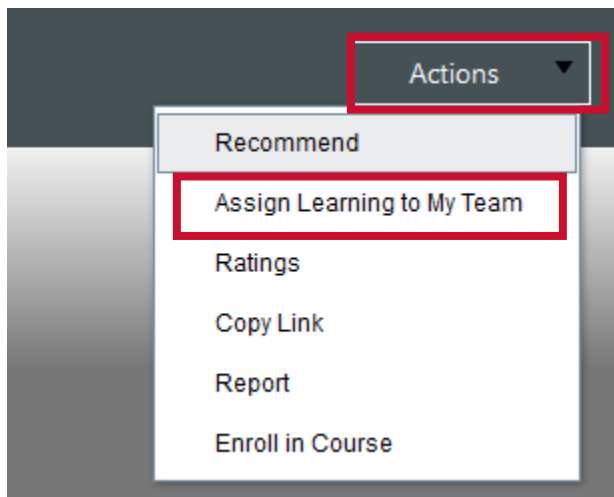 Actions
Recommend
Assign Learning to My Team
Ratings
Copy Link
Report
Enroll in Course